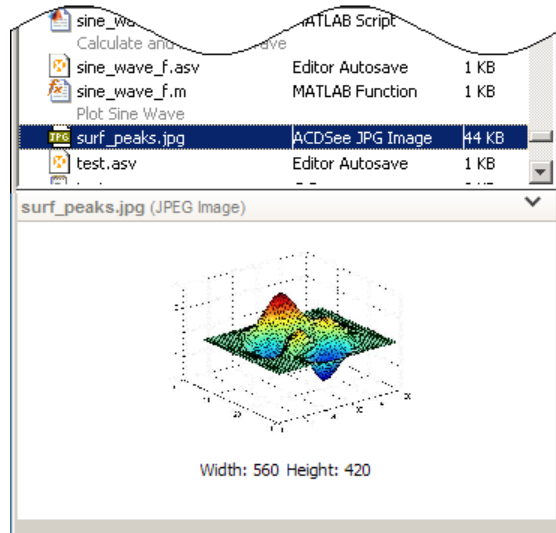 sine_wa MATLAB Script
Calculate and ave
sine_wave_f.asv Editor Autosave 1 KB
sine_wave_f.m MATLAB Function 1 KB
Plot Sine Wave
JPG surf_peaks.jpg ACDSee JPG Image 44 KB
test.asv Editor Autosave 1 KB
surf_peaks.jpg (JPEG Image)
Width: 560 Height: 420